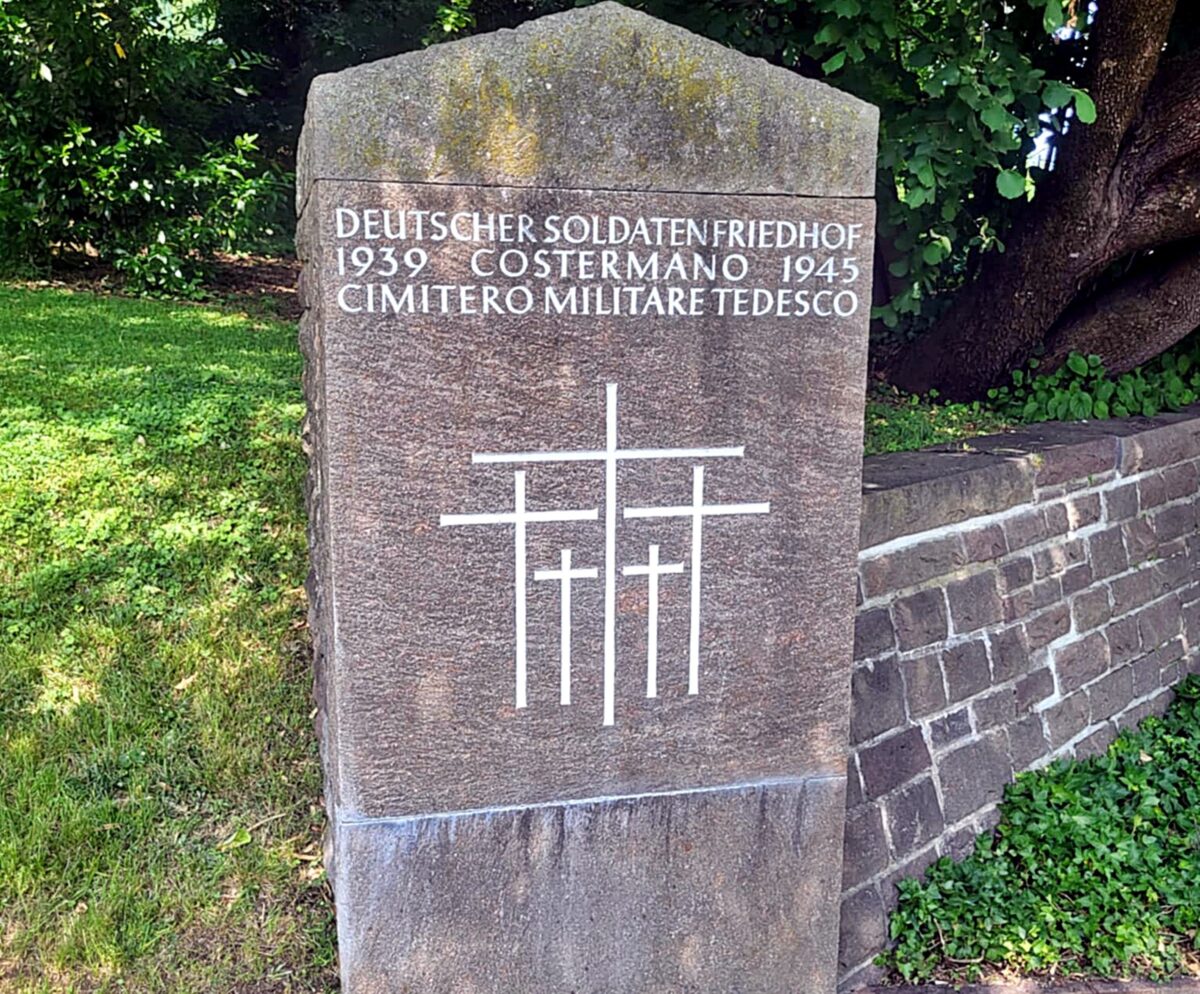 DEUTSCHER SOLDATENFRIEDHOF
1939 COSTERMANO 1945
CIMITERO MILITARE TEDESCO